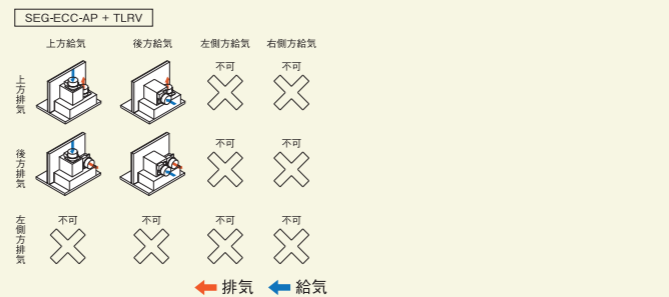 SEG-ECC-AP + TLRV
上方給気 後方給気 左側方給気 右側方給気
上方排気
不可 不可
後方排気
不可 不可
左側方排気
不可 不可 不可 不可
排気 給気